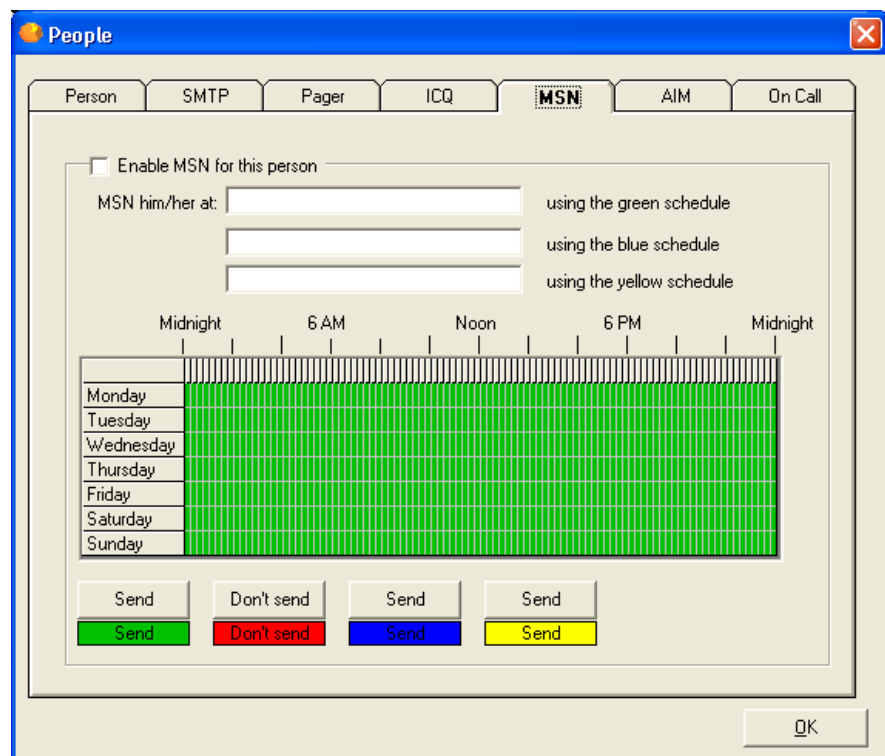 People
Person SMTP Pager ICQ MSN AIM On Call
Enable MSN for this person
MSN him/her at: using the green schedule
using the blue schedule
using the yellow schedule
Midnight 6 AM Noon 6 PM Midnight
Monday
Tuesday
Wednesday
Thursday
Friday
Saturday
Sunday
Send Don't send Send Send
Send Don't send Send Send
OK